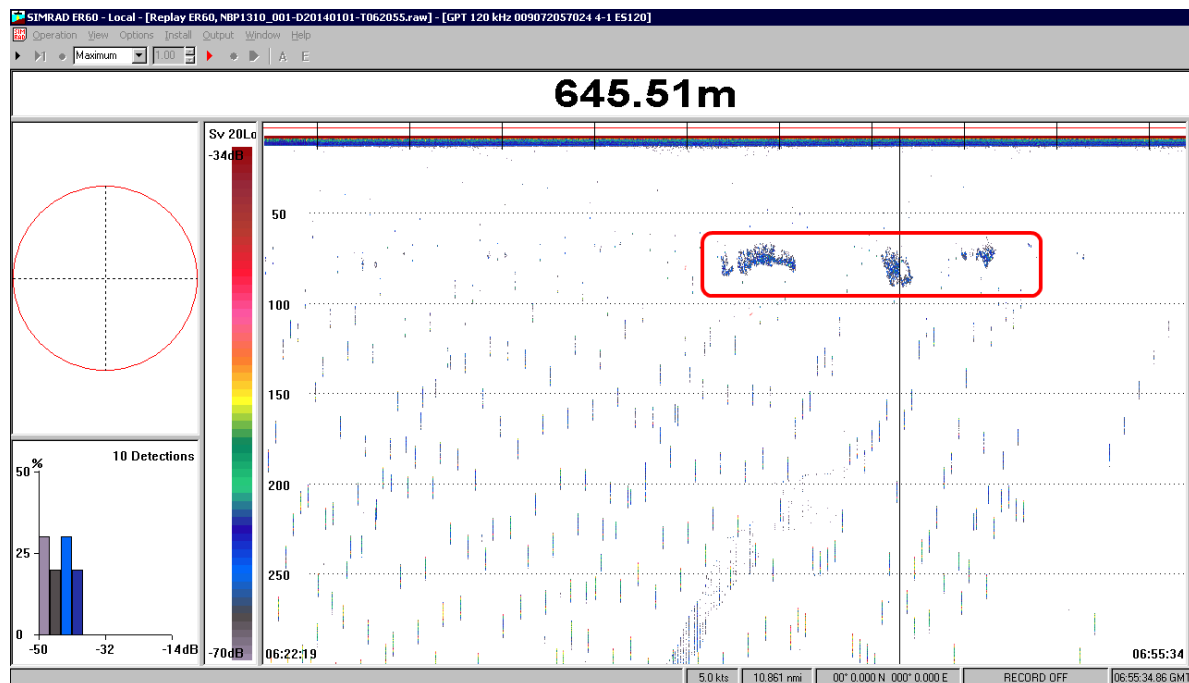 SIMRAD ER60 - Local - [Replay ER60, NBP1310_001-D20140101-T062055.raw] - [GPT 120 kHz 009072057024 4-1 ES120]
SIM RAD Operation View Options Install Output Window Help
Maximum 1.00 A E
645.51m
Sv 20Lo
-34dB
50
100
150
200
250
10 Detections
50 %
25
0
-50 -32 -14dB
-70dB
06:22:19 06:55:34
5.0 kts 10.861 nmi 00° 0.000 N 000° 0.000 E RECORD OFF 06:55:34.86 GMT